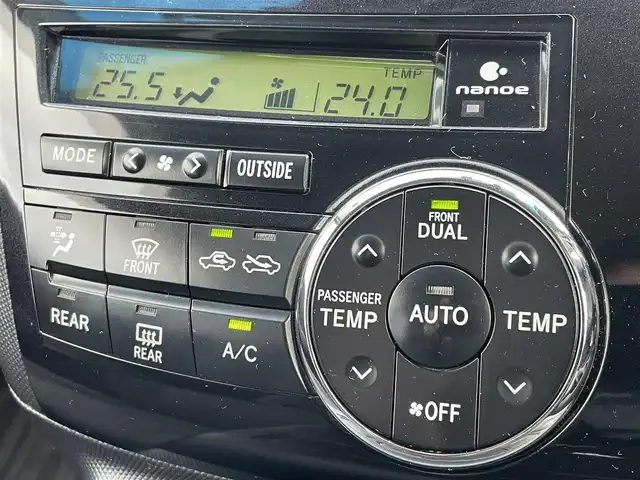 PASSENGER
TEMP
25.5
24.0
nanoe
MODE
OUTSIDE
FRONT
DUAL
FRONT
PASSENGER
TEMP
AUTO
TEMP
REAR
REAR
A/C
OFF